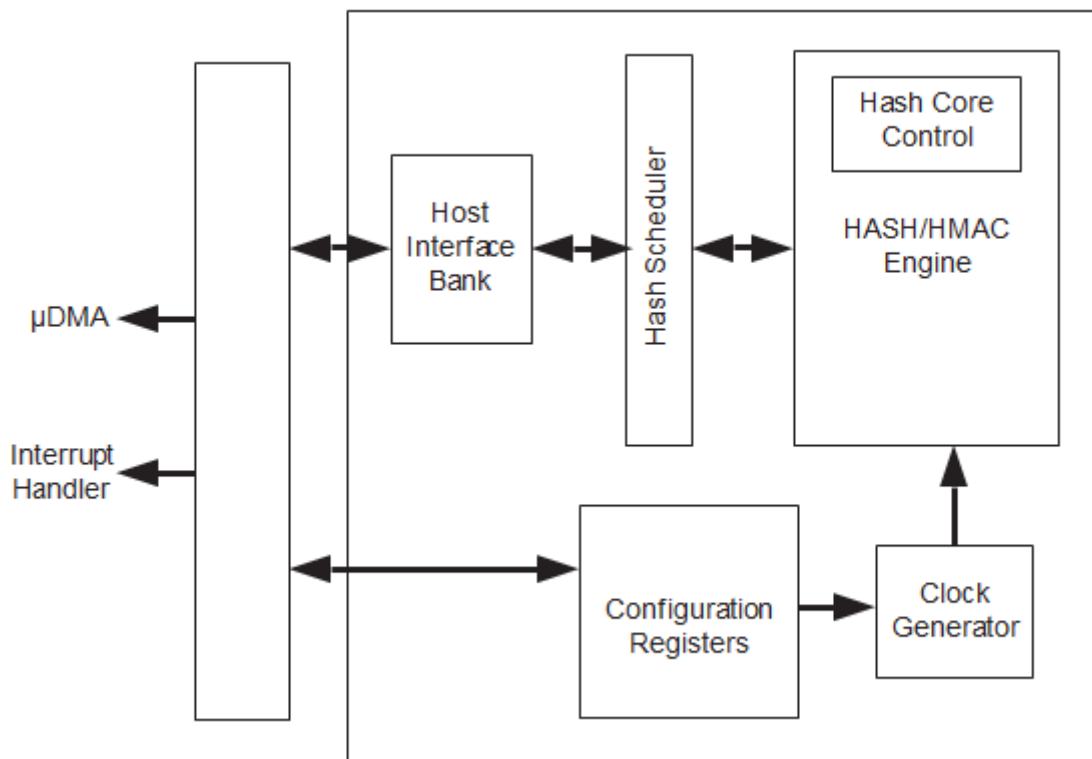 µDMA
Interrupt
Handler
Host
Interface
Bank
Hash Scheduler
Hash Core
Control
HASH/HMAC
Engine
Configuration
Registers
Clock
Generator